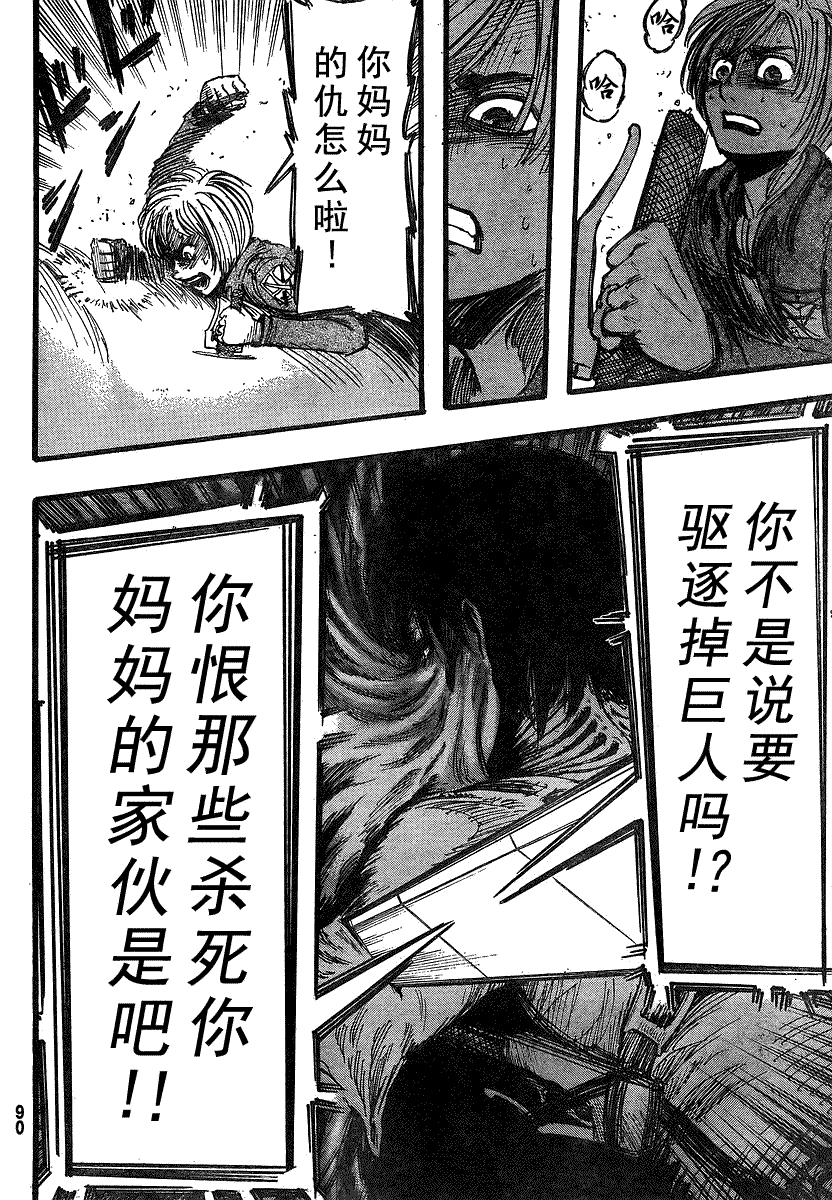 哈
哈
你妈妈
的仇怎么啦！
你不是说要
驱逐掉巨人吗！？
你恨那些杀死你
妈妈的家伙是吧！！
90